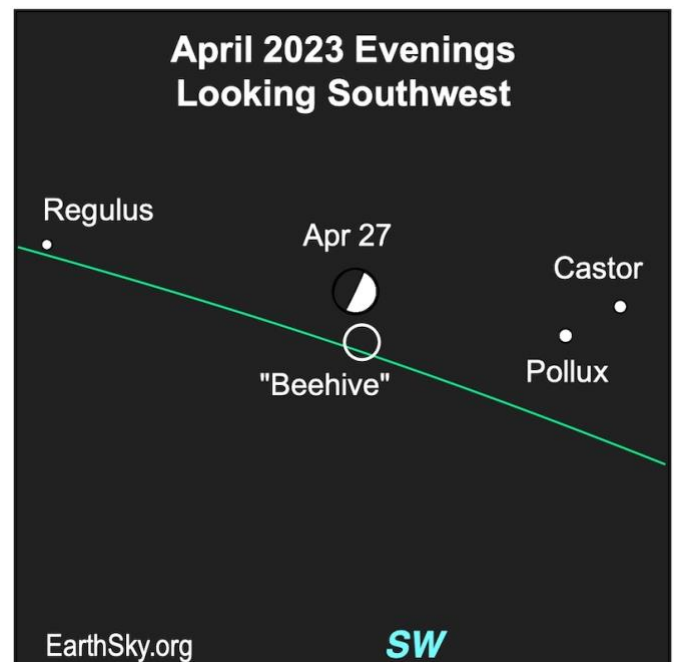 April 2023 Evenings
Looking Southwest
Regulus
Apr 27
Castor
Pollux
"Beehive"
EarthSky.org
SW